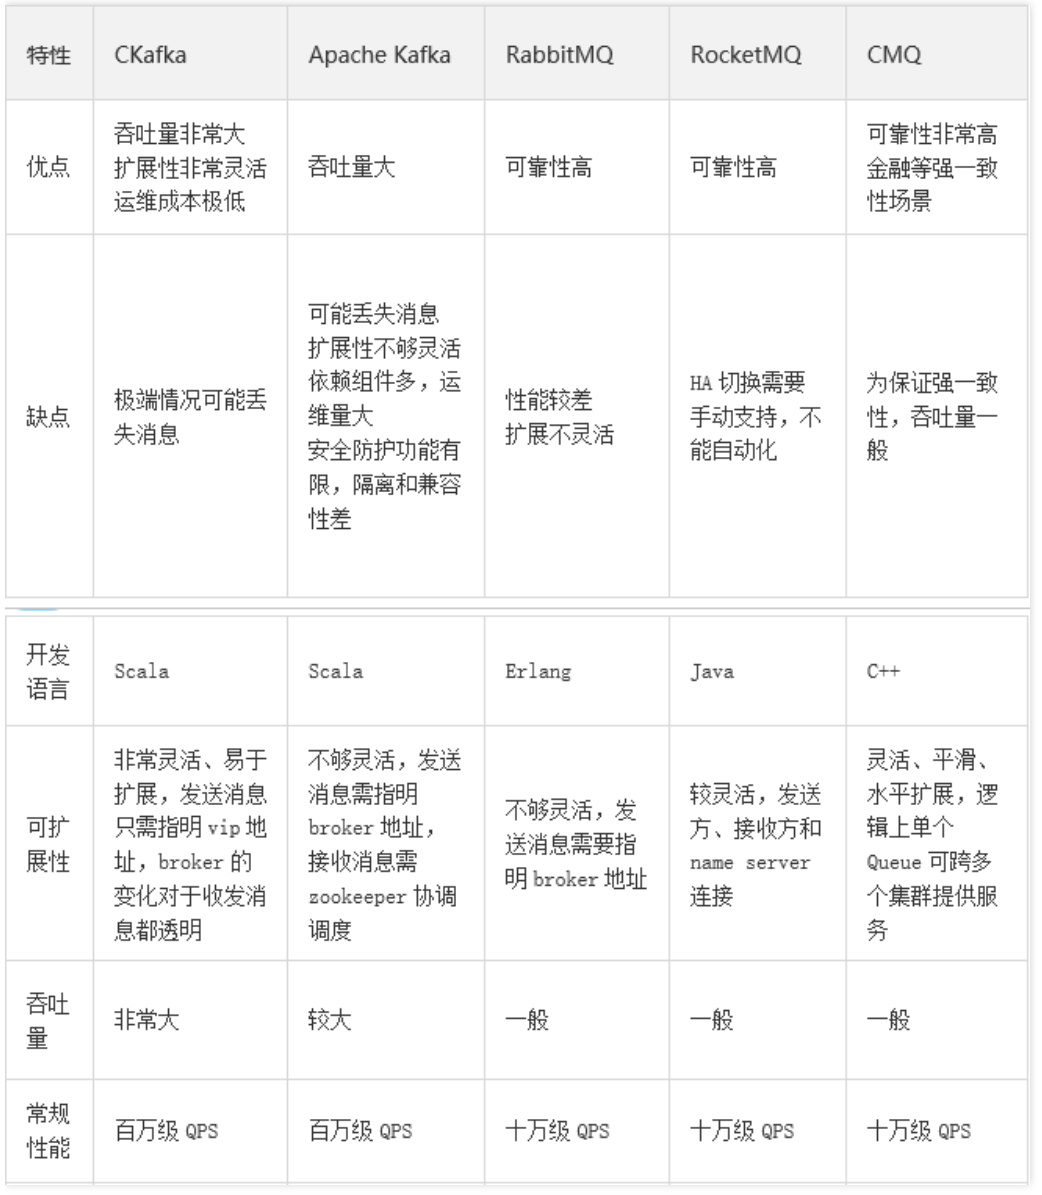 特性 CKafka Apache Kafka RabbitMQ RocketMQ CMQ
优点
吞吐量非常大
扩展性非常灵活
运维成本极低
吞吐量大
可靠性高
可靠性高
可靠性非常高
金融等强一致
性场景
缺点
极端情况可能丢
失消息
可能丢失消息
扩展性不够灵活
依赖组件多，运
维量大
安全防护功能有
限，隔离和兼容
性差
性能较差
扩展不灵活
HA 切换需要
手动支持，不
能自动化
为保证强一致
性，吞吐量一
般
开发
语言
Scala
Scala
Erlang
Java
C++
可扩
展性
非常灵活、易于
扩展，发送消息
只需指明 vip 地
址，broker 的
变化对于收发消
息都透明
不够灵活，发送
消息需指明
broker 地址，
接收消息需
zookeeper 协调
调度
不够灵活，发
送消息需要指
明 broker 地址
较灵活，发送
方、接收方和
name server
连接
灵活、平滑、
水平扩展，逻
辑上单个
Queue 可跨多
个集群提供服
务
吞吐
量
非常大
较大
一般
一般
一般
常规
性能
百万级 QPS
百万级 QPS
十万级 QPS
十万级 QPS
十万级 QPS